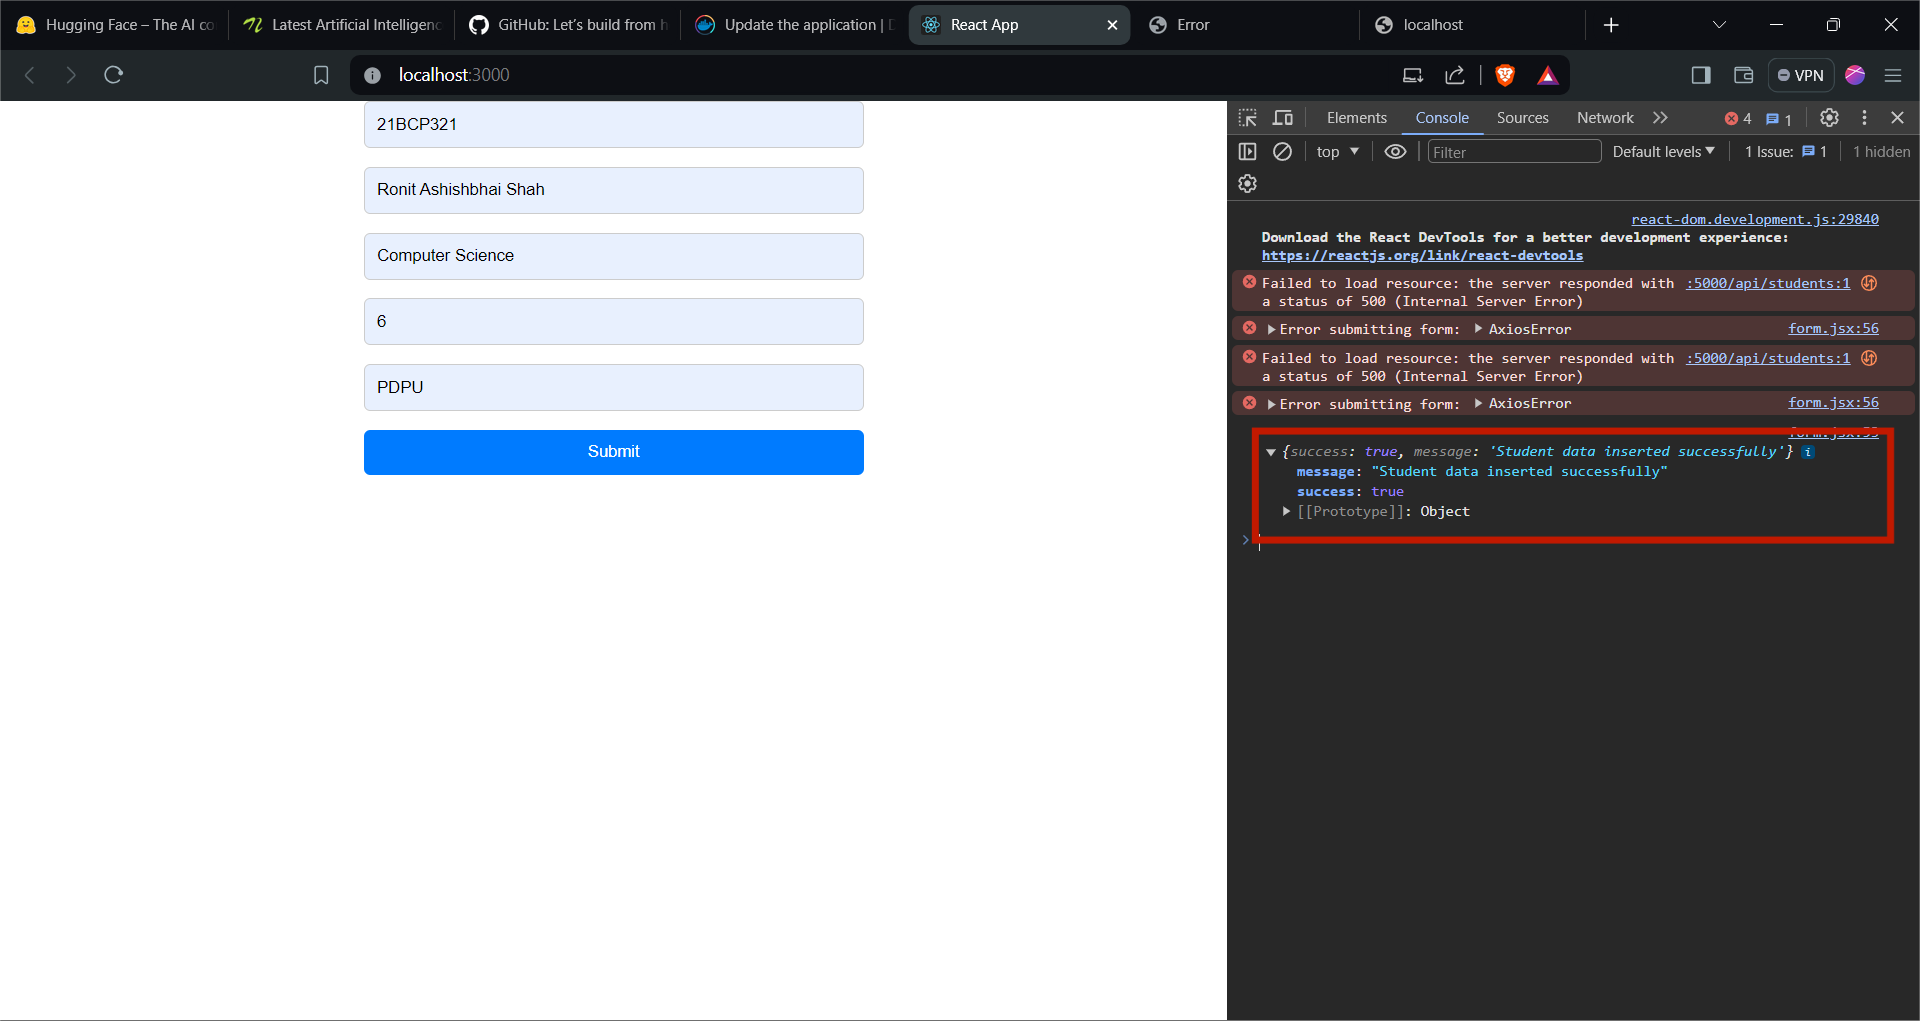 Hugging Face – The AI co
Latest Artificial Intelligenc
GitHub: Let's build from h
Update the application | D
React App
Error
localhost
localhost:3000
VPN
21BCP321
Ronit Ashishbhai Shah
Computer Science
6
PDPU
Submit
Elements Console Sources Network 4 1
top Filter Default levels 1 Issue: 1 1 hidden
react-dom.development.js:29840
Download the React DevTools for a better development experience:
https://reactjs.org/link/react-devtools
Failed to load resource: the server responded with :5000/api/students:1
a status of 500 (Internal Server Error)
Error submitting form: AxiosError form.jsx:56
Failed to load resource: the server responded with :5000/api/students:1
a status of 500 (Internal Server Error)
Error submitting form: AxiosError form.jsx:56
{success: true, message: 'Student data inserted successfully'} i
message: "Student data inserted successfully"
success: true
[[Prototype]]: Object